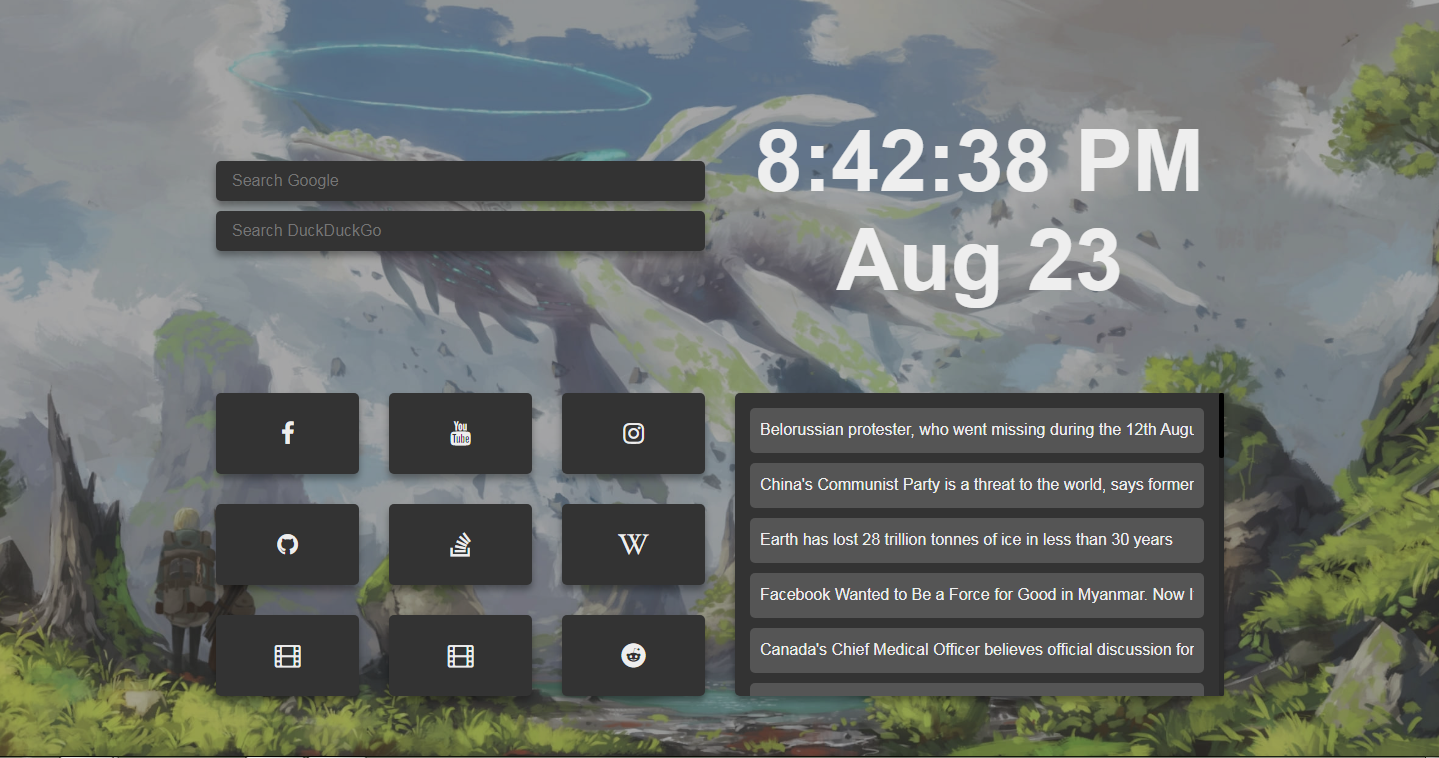 Search Google
Search DuckDuckGo
8:42:38 PM
Aug 23
You
Tube
W
Belorussian protester, who went missing during the 12th Augu
China's Communist Party is a threat to the world, says former
Earth has lost 28 trillion tonnes of ice in less than 30 years
Facebook Wanted to Be a Force for Good in Myanmar. Now I
Canada's Chief Medical Officer believes official discussion for